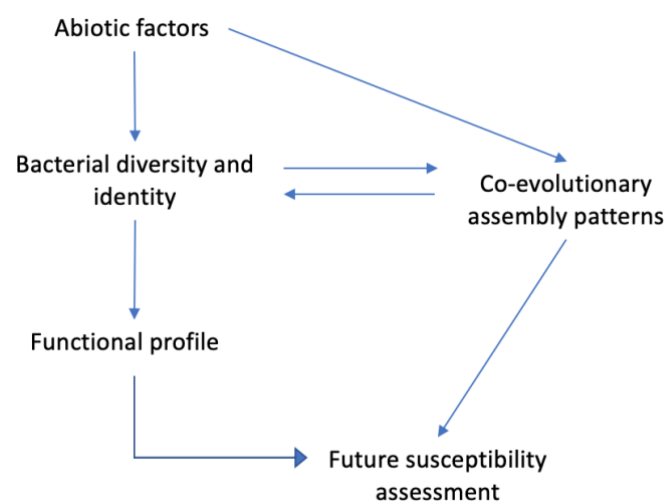 Abiotic factors
Bacterial diversity and
identity
Co-evolutionary
assembly patterns
Functional profile
Future susceptibility
assessment